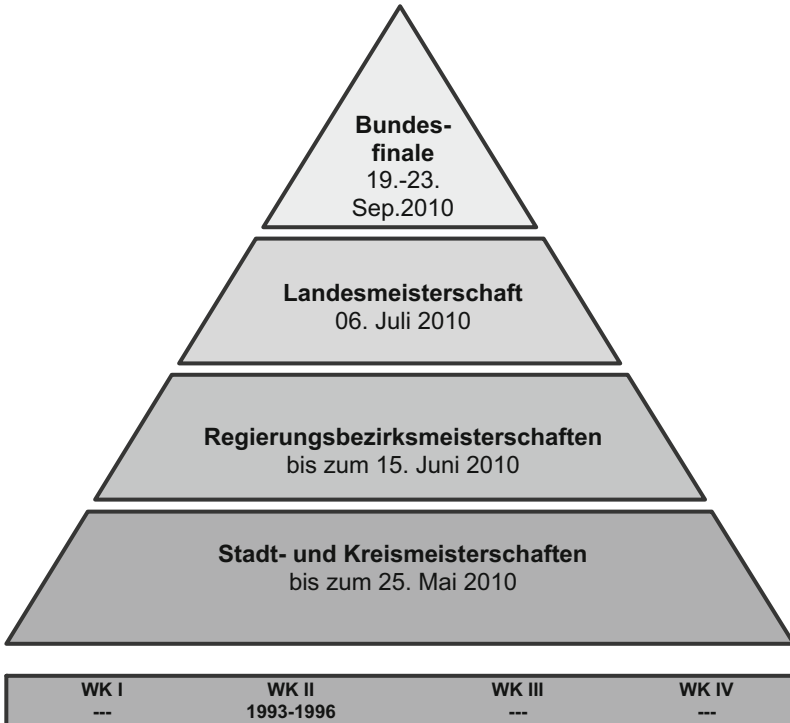 Bundes-
finale
19.-23.
Sep.2010
Landesmeisterschaft
06. Juli 2010
Regierungsbezirksmeisterschaften
bis zum 15. Juni 2010
Stadt- und Kreismeisterschaften
bis zum 25. Mai 2010
WK I WK II WK III WK IV
--- 1993-1996 --- ---